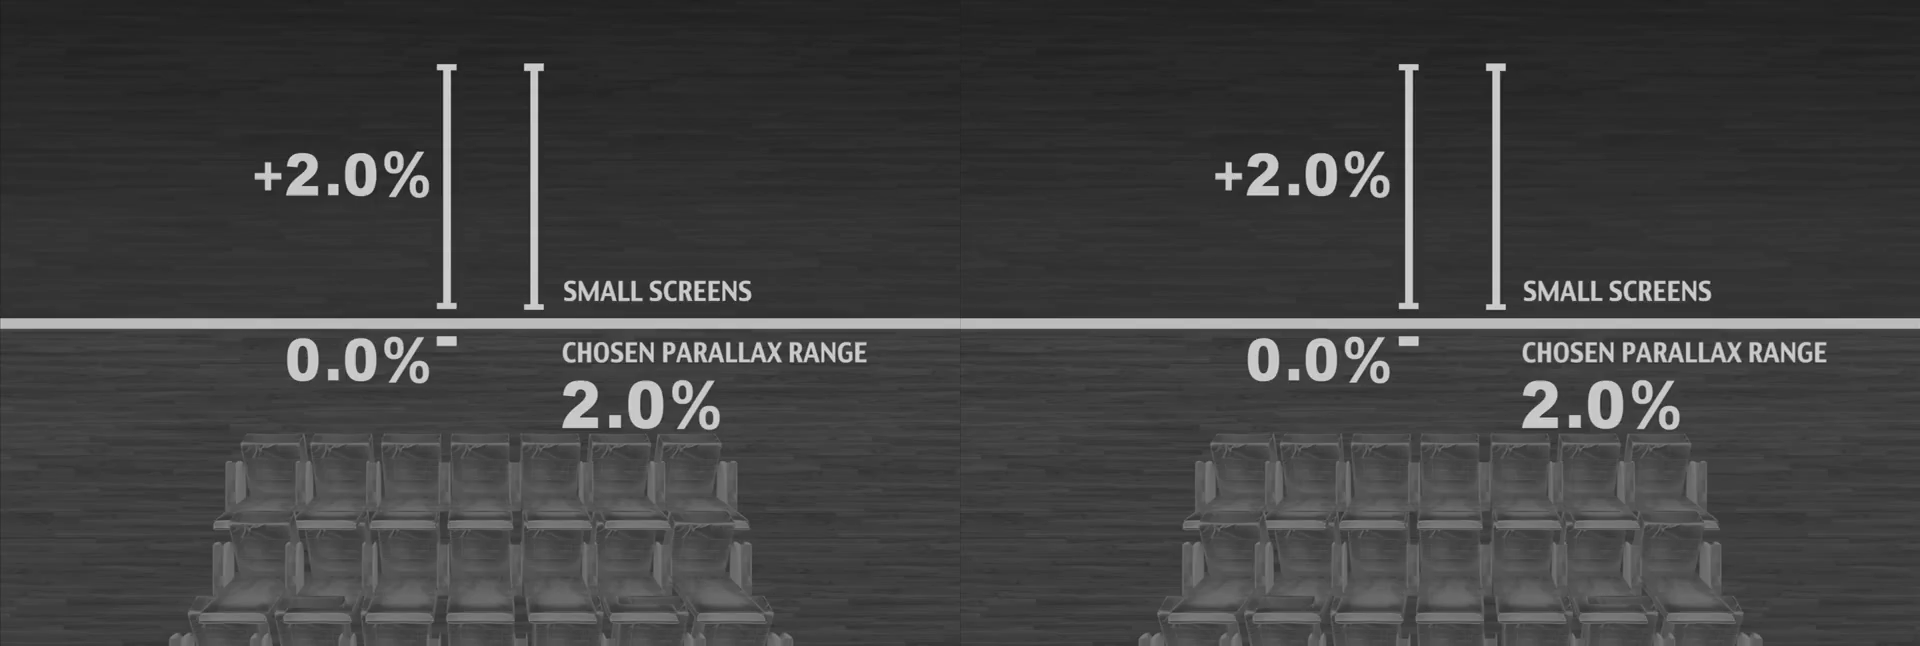 +2.0%
SMALL SCREENS
0.0%
CHOSEN PARALLAX RANGE
2.0%
+2.0%
SMALL SCREENS
0.0%
CHOSEN PARALLAX RANGE
2.0%